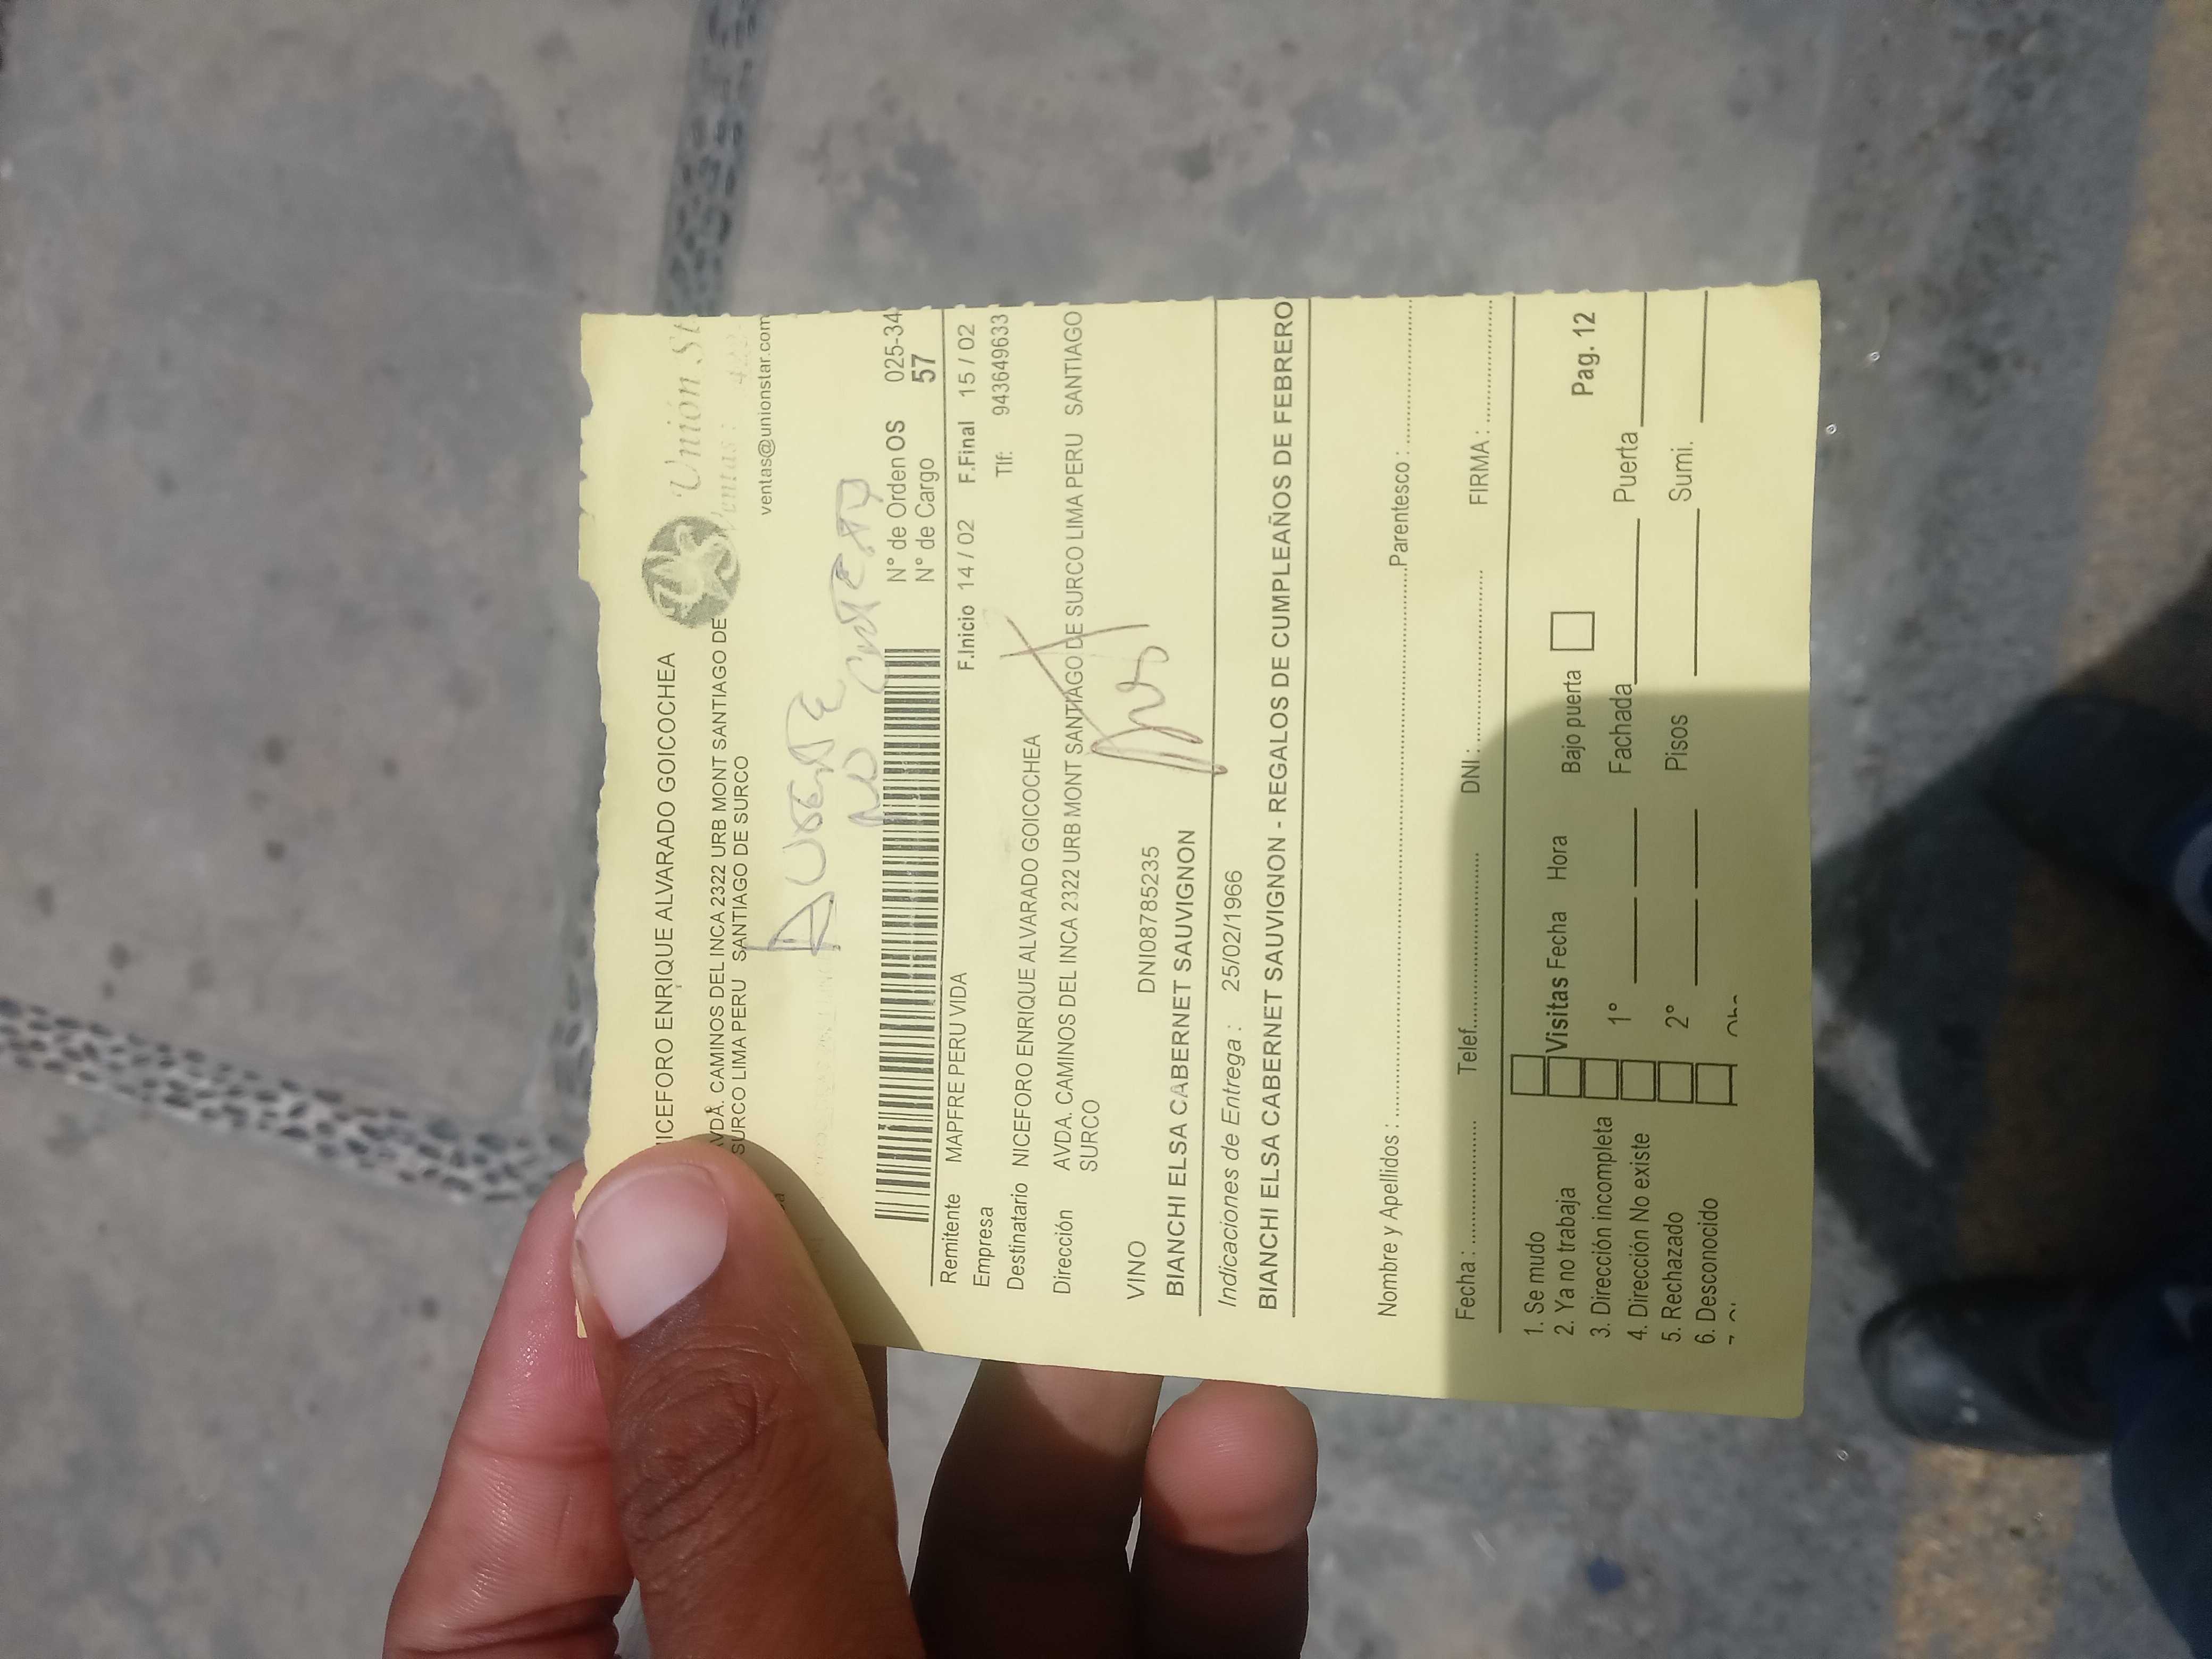 NICEFORO ENRIQUE ALVARADO GOICOCHEA
AVDA. CAMINOS DEL INCA 2322 URB MONT SANTIAGO DE
SURCO LIMA PERU SANTIAGO DE SURCO
Unión St
Ventas :
ventas@unionstar.com
AUSENTE
NO CONTESTO
N° de Orden OS 025-34
N° de Cargo 57
Remitente MAPFRE PERU VIDA F.Inicio 14 / 02 F.Final 15 / 02
Empresa Tlf: 943649633
Destinatario NICEFORO ENRIQUE ALVARADO GOICOCHEA
Dirección AVDA. CAMINOS DEL INCA 2322 URB MONT SANTIAGO DE SURCO LIMA PERU SANTIAGO
SURCO
VINO DNI08785235
BIANCHI ELSA CABERNET SAUVIGNON
Indicaciones de Entrega : 25/02/1966
BIANCHI ELSA CABERNET SAUVIGNON - REGALOS DE CUMPLEAÑOS DE FEBRERO
Nombre y Apellidos : Parentesco :
Fecha : Telef. DNI : FIRMA :
1. Se mudo
2. Ya no trabaja Visitas Fecha Hora Bajo puerta Pag. 12
3. Dirección incompleta 1° Fachada Puerta
4. Dirección No existe
5. Rechazado 2° Pisos Sumi.
6. Desconocido